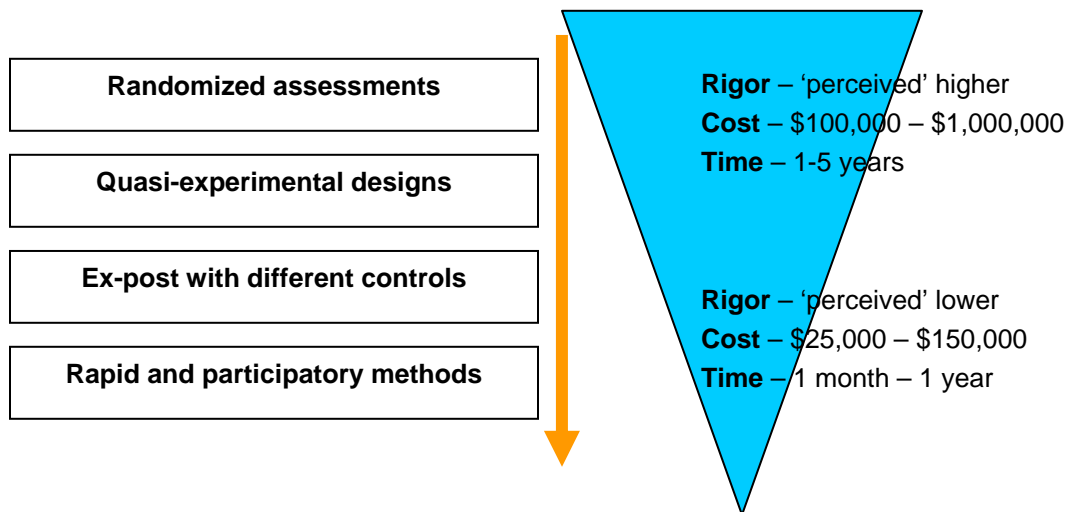 Randomized assessments
Quasi-experimental designs
Ex-post with different controls
Rapid and participatory methods
Rigor – ‘perceived’ higher
Cost – $100,000 – $1,000,000
Time – 1-5 years
Rigor – ‘perceived’ lower
Cost – $25,000 – $150,000
Time – 1 month – 1 year